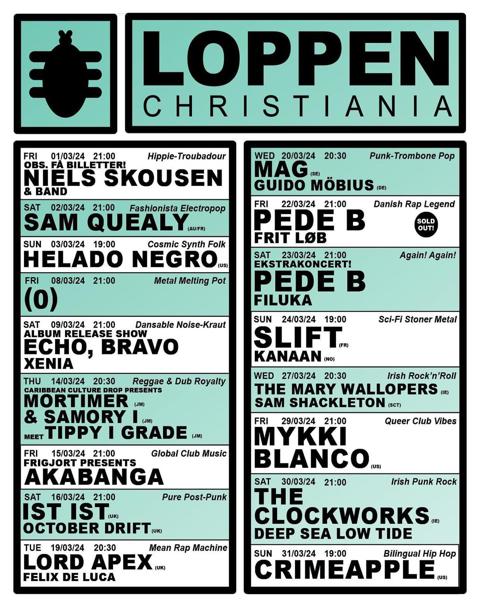 LOPPEN
CHRISTIANIA
FRI 01/03/24 21:00 Hippie-Troubadour
OBS. FÅ BILLETTER!
NIELS SKOUSEN
& BAND
SAT 02/03/24 21:00 Fashionista Electropop
SAM QUEALY (AU/FR)
SUN 03/03/24 19:00 Cosmic Synth Folk
HELADO NEGRO (US)
FRI 08/03/24 21:00 Metal Melting Pot
(0)
SAT 09/03/24 21:00 Dansable Noise-Kraut
ALBUM RELEASE SHOW
ECHO, BRAVO
XENIA
THU 14/03/24 20:30 Reggae & Dub Royalty
CARIBBEAN CULTURE DROP PRESENTS
MORTIMER (JM)
& SAMORY I (JM)
MEET TIPPY I GRADE (JM)
FRI 15/03/24 21:00 Global Club Music
FRIGJORT PRESENTS
AKABANGA
SAT 16/03/24 21:00 Pure Post-Punk
IST IST (UK)
OCTOBER DRIFT (UK)
TUE 19/03/24 20:30 Mean Rap Machine
LORD APEX (UK)
FELIX DE LUCA
WED 20/03/24 20:30 Punk-Trombone Pop
MAG (DE)
GUIDO MÖBIUS (DE)
FRI 22/03/24 21:00 Danish Rap Legend
PEDE B
FRIT LØB
SOLD
OUT!
SAT 23/03/24 21:00 Again! Again!
EKSTRAKONCERT!
PEDE B
FILUKA
SUN 24/03/24 19:00 Sci-Fi Stoner Metal
SLIFT (FR)
KANAAN (NO)
WED 27/03/24 20:30 Irish Rock'n'Roll
THE MARY WALLOPERS (IE)
SAM SHACKLETON (SCT)
FRI 29/03/24 21:00 Queer Club Vibes
MYKKI
BLANCO (US)
SAT 30/03/24 21:00 Irish Punk Rock
THE
CLOCKWORKS (IE)
DEEP SEA LOW TIDE
SUN 31/03/24 19:00 Bilingual Hip Hop
CRIMEAPPLE (US)